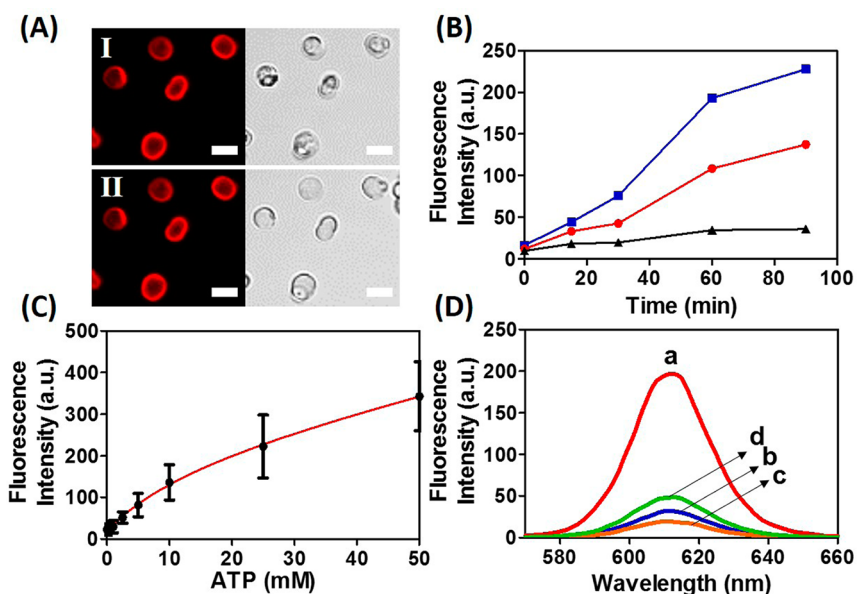 (A)
I
II
(B)
Fluorescence
Intensity (a.u.)
250
200
150
100
50
0
0 20 40 60 80 100
Time (min)
(C)
Fluorescence
Intensity (a.u.)
500
400
300
200
100
0
0 10 20 30 40 50
ATP (mM)
(D)
Fluorescence
Intensity (a.u.)
250
200
150
100
50
0
a
d
b
c
580 600 620 640 660
Wavelength (nm)